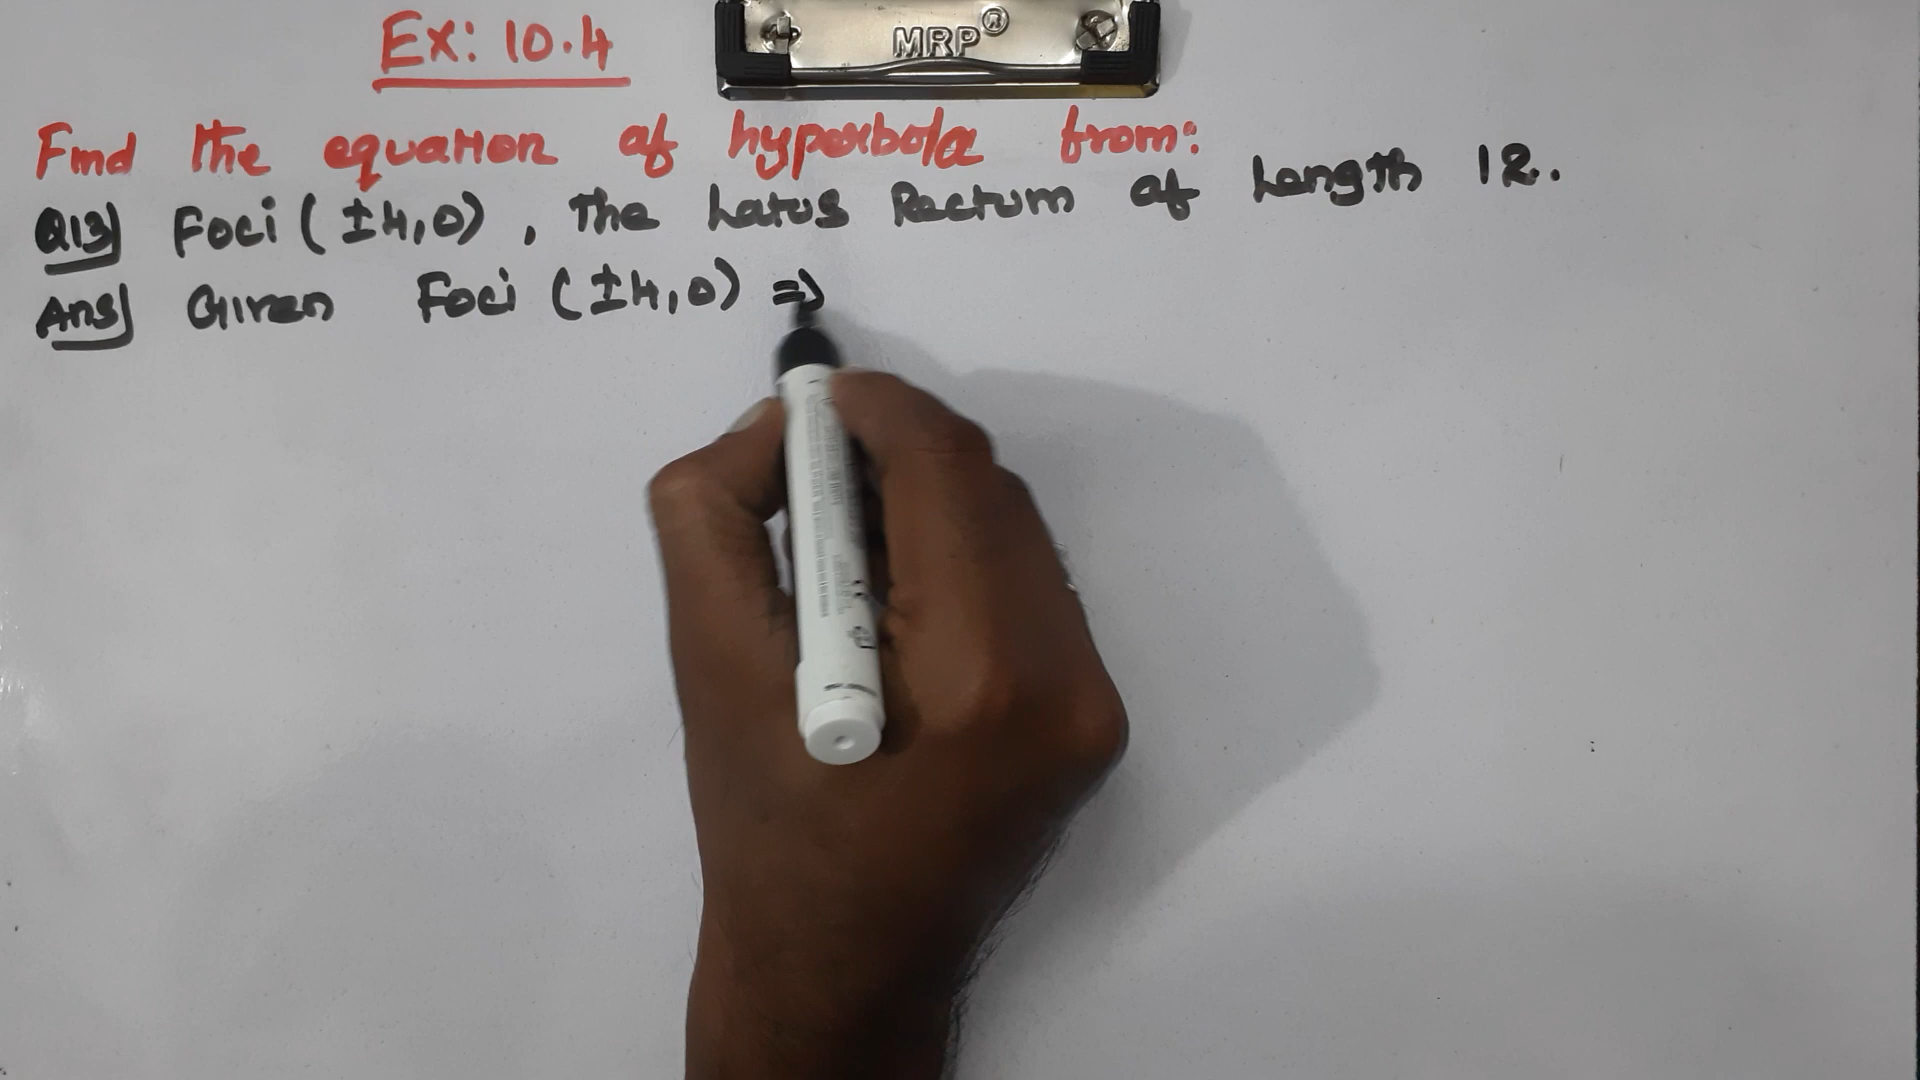 MRP®
Ex: 10.4
Find the equation of hyperbola from:
Q13) Foci (±4,0), The Latus Rectum of Length 12.
Ans) Given Foci (±4,0) ⇒